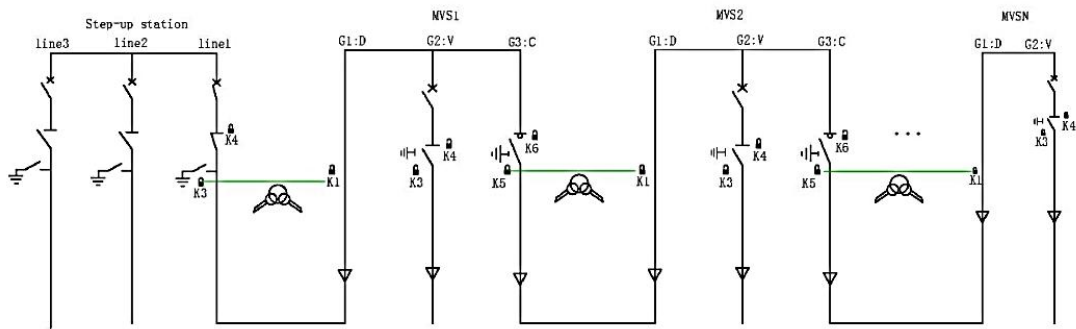 Step-up station
MVS1
MVS2
MVSN
line3
line2
line1
G1:D
G2:V
G3:C
G1:D
G2:V
G3:C
G1:D
G2:V
K4
K4
K6
K4
K6
...
K4
K3
K3
K1
K3
K5
K1
K3
K5
K1